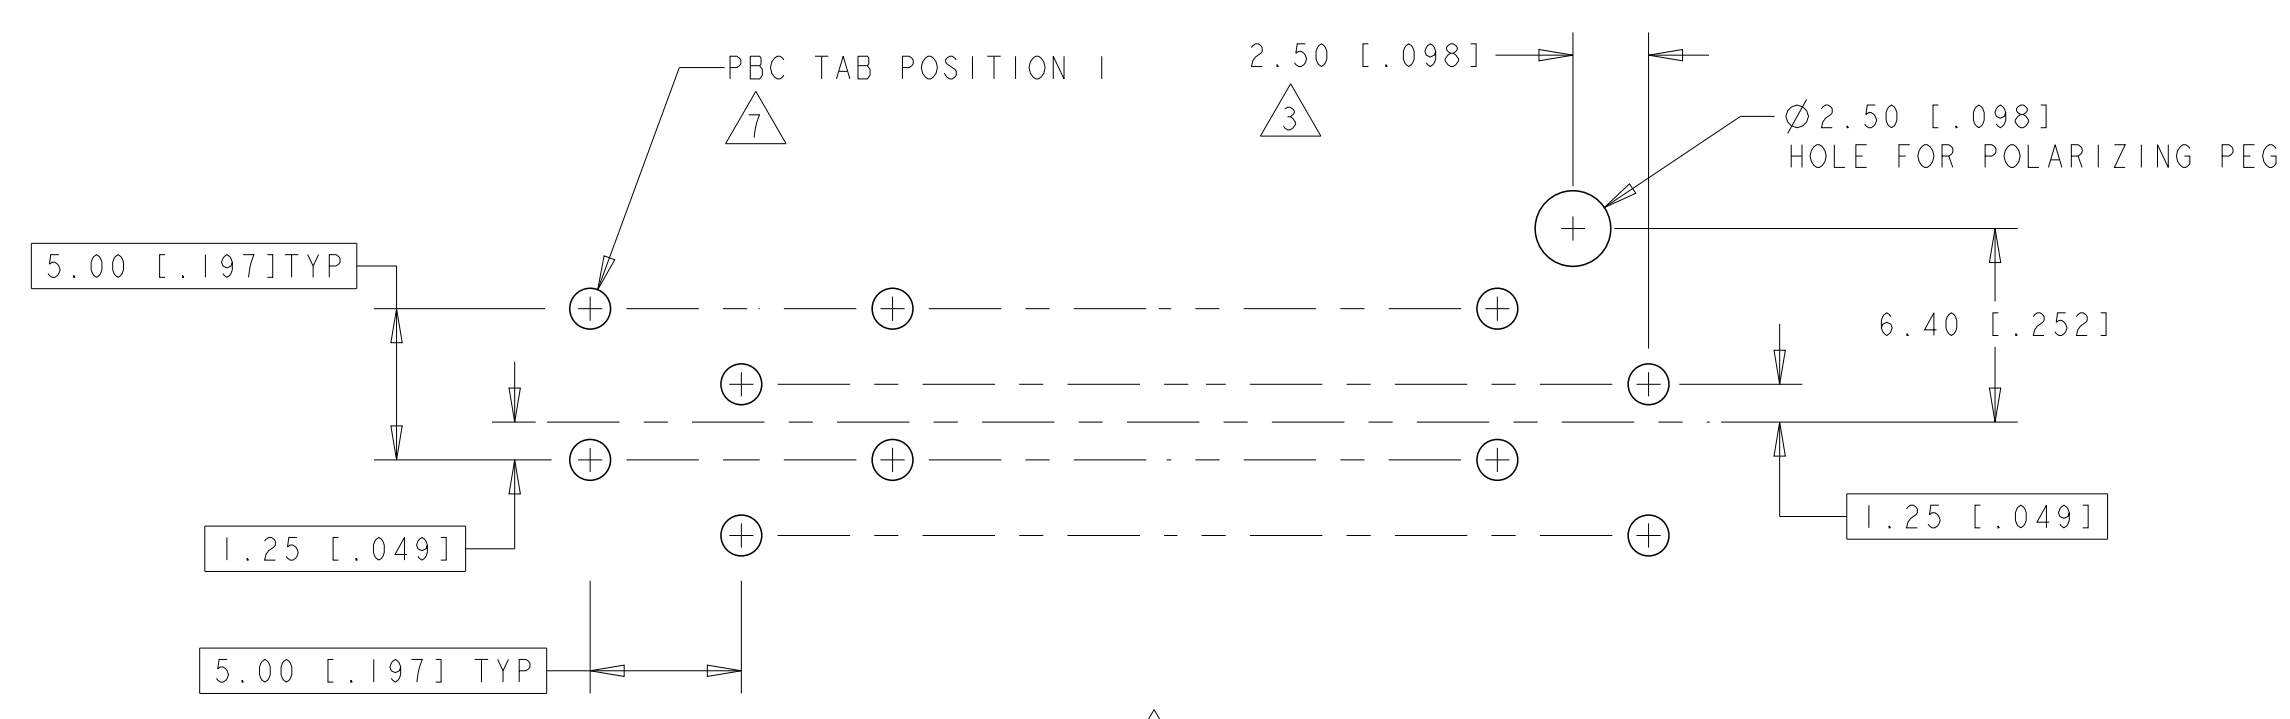 PBC TAB POSITION 1
7
2.50 [.098]
3
Ø2.50 [.098]
HOLE FOR POLARIZING PEG
5.00 [.197]TYP
6.40 [.252]
1.25 [.049]
1.25 [.049]
5.00 [.197] TYP